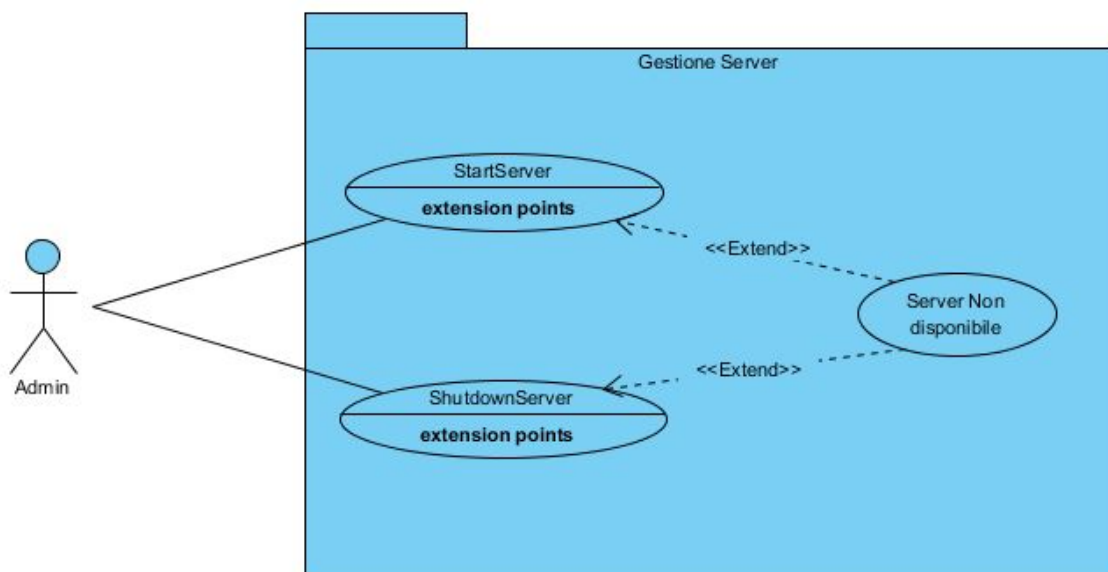 Gestione Server
StartServer
extension points
<<Extend>>
Server Non
disponibile
<<Extend>>
Admin
ShutdownServer
extension points